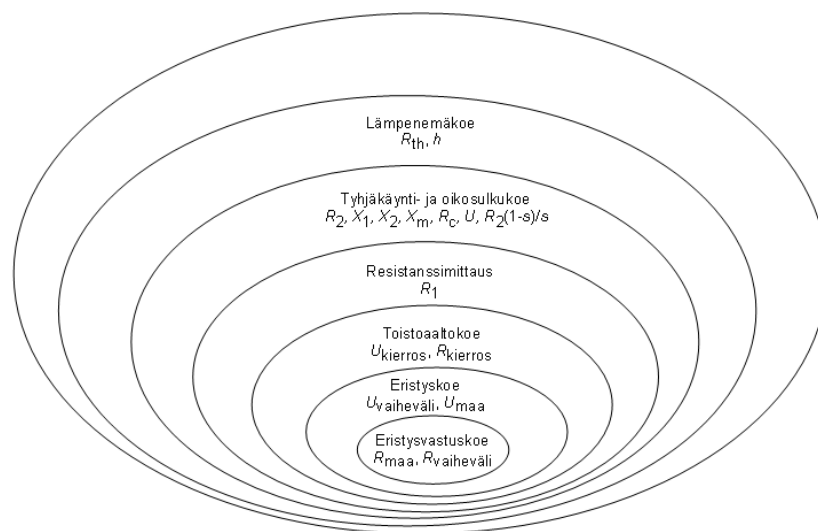 Lämpenemäkoe
Rth, h
Tyhjäkäynti- ja oikosulkukoe
R2, X1, X2, Xm, Rc, U, R2(1-s)/s
Resistanssimittaus
R1
Toistoaaltokoe
Ukierros, Rkierros
Eristyskoe
Uvaiheväli, Umaa
Eristysvastuskoe
Rmaa, Rvaiheväli